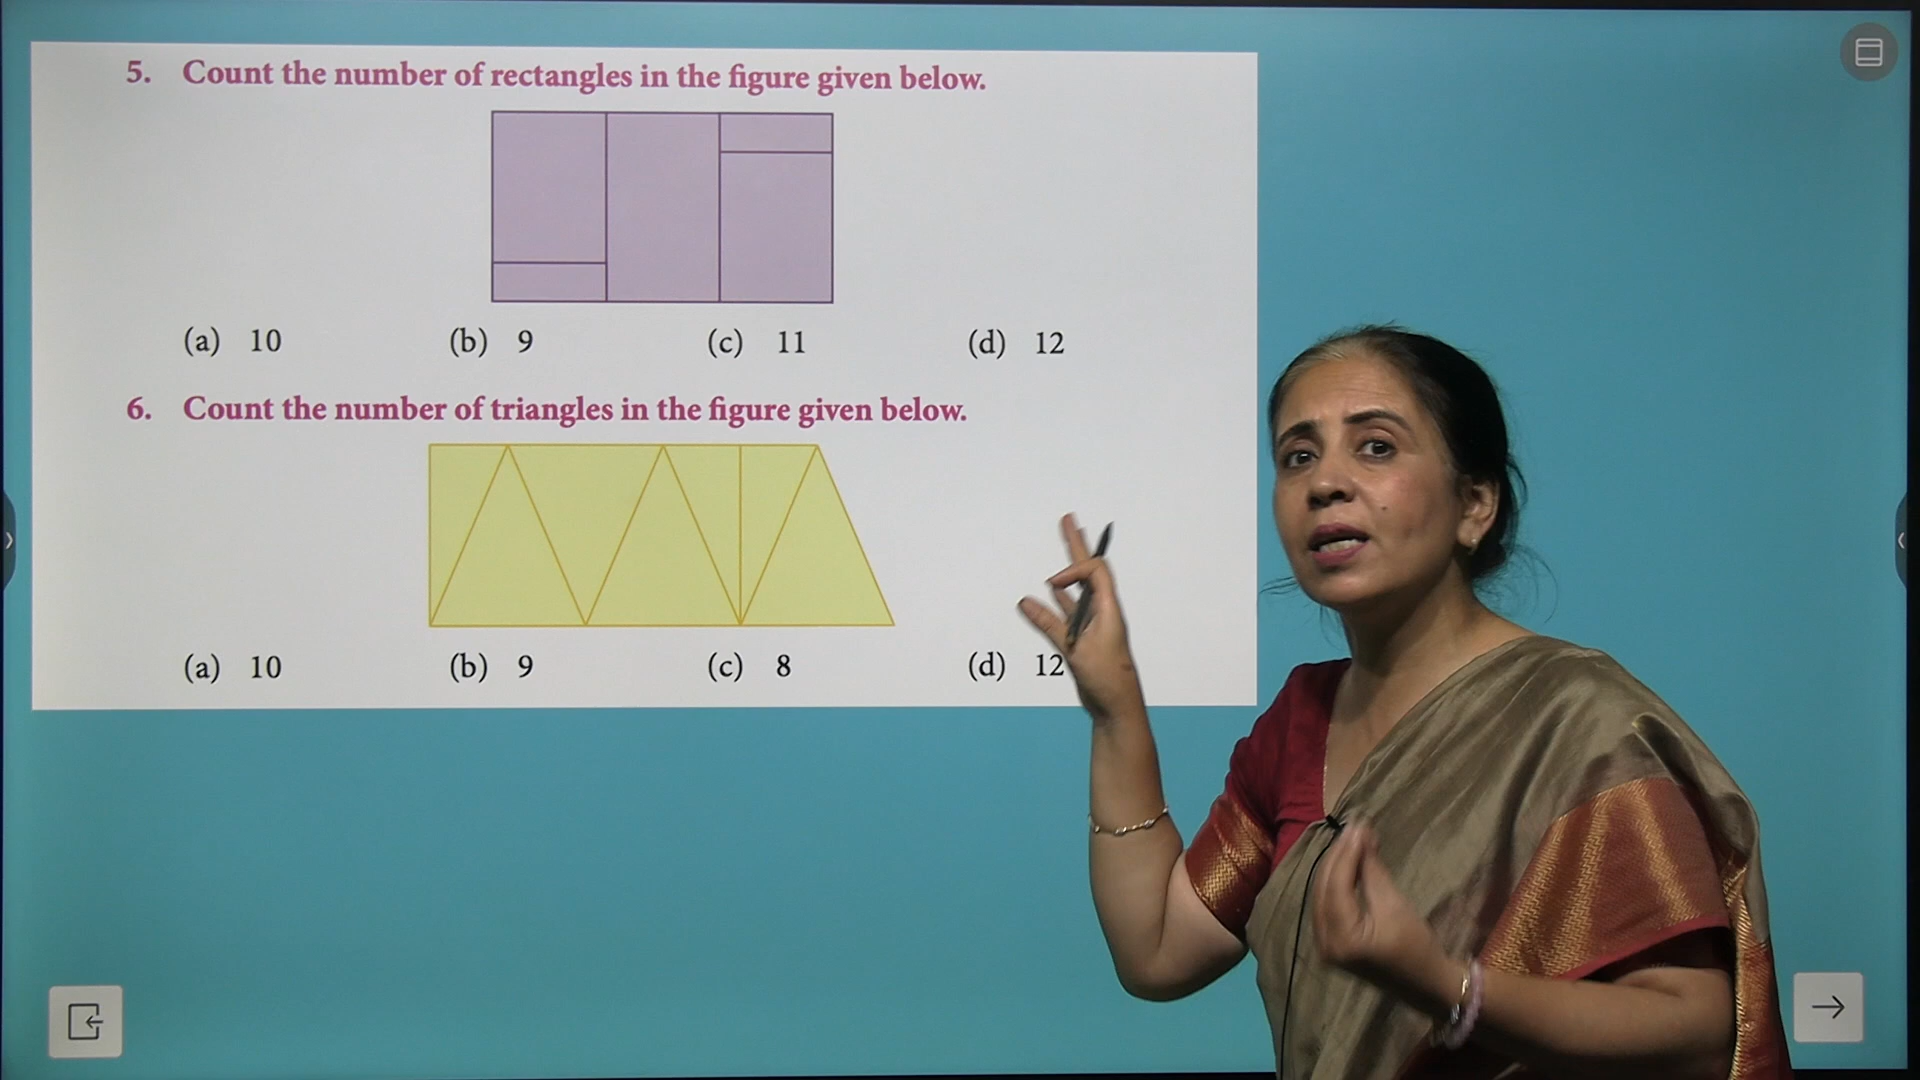 5. Count the number of rectangles in the figure given below.
(a) 10 (b) 9 (c) 11 (d) 12
6. Count the number of triangles in the figure given below.
(a) 10 (b) 9 (c) 8 (d) 12